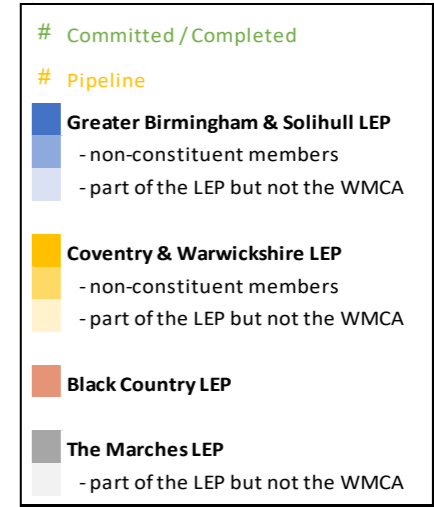 # Committed / Completed
# Pipeline
Greater Birmingham & Solihull LEP
- non-constituent members
- part of the LEP but not the WMCA
Coventry & Warwickshire LEP
- non-constituent members
- part of the LEP but not the WMCA
Black Country LEP
The Marches LEP
- part of the LEP but not the WMCA